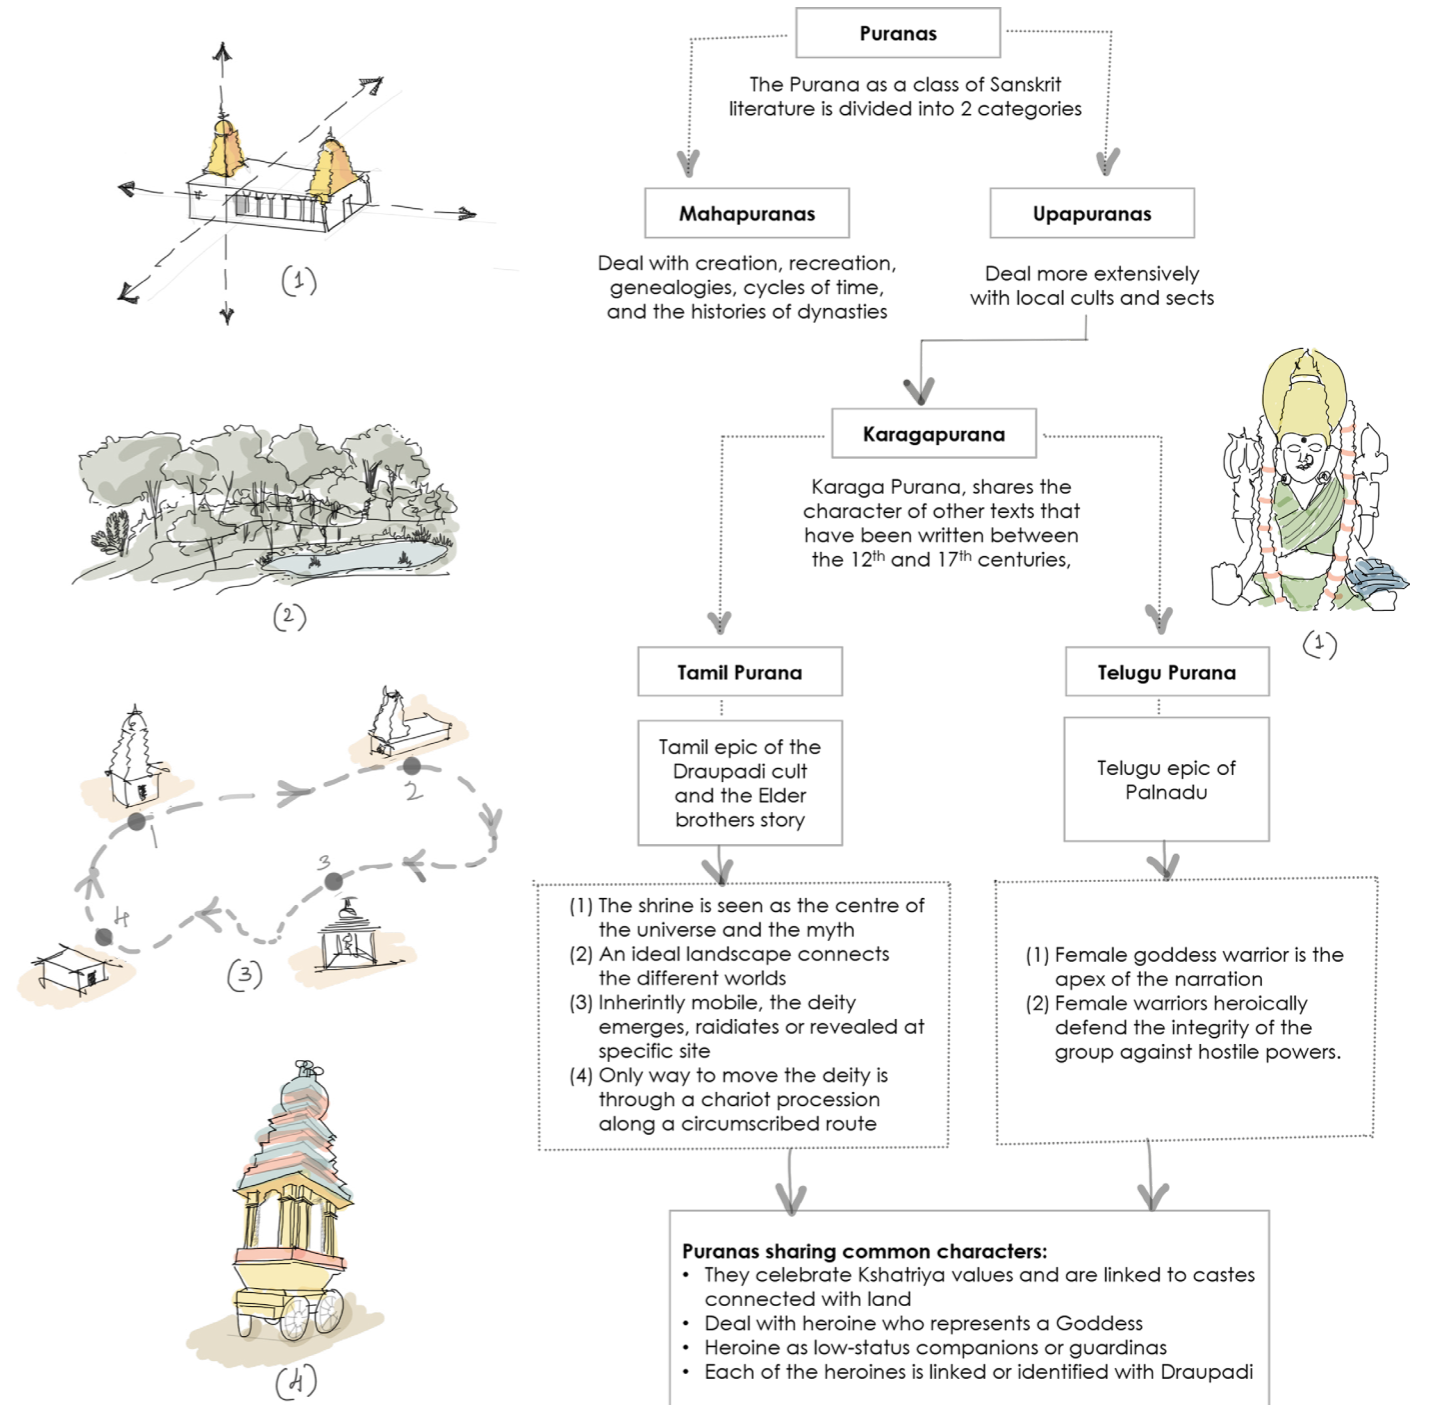 Puranas
The Purana as a class of Sanskrit
literature is divided into 2 categories
Mahapuranas
Upapuranas
Deal with creation, recreation,
genealogies, cycles of time,
and the histories of dynasties
Deal more extensively
with local cults and sects
(1)
Karagapurana
Karaga Purana, shares the
character of other texts that
have been written between
the 12th and 17th centuries,
(2)
(1)
Tamil Purana
Telugu Purana
Tamil epic of the
Draupadi cult
and the Elder
brothers story
Telugu epic of
Palnadu
1
2
3
4
(3)
(1) The shrine is seen as the centre of
the universe and the myth
(2) An ideal landscape connects
the different worlds
(3) Inherintly mobile, the deity
emerges, raidiates or revealed at
specific site
(4) Only way to move the deity is
through a chariot procession
along a circumscribed route
(1) Female goddess warrior is the
apex of the narration
(2) Female warriors heroically
defend the integrity of the
group against hostile powers.
(4)
Puranas sharing common characters:
• They celebrate Kshatriya values and are linked to castes
connected with land
• Deal with heroine who represents a Goddess
• Heroine as low-status companions or guardinas
• Each of the heroines is linked or identified with Draupadi